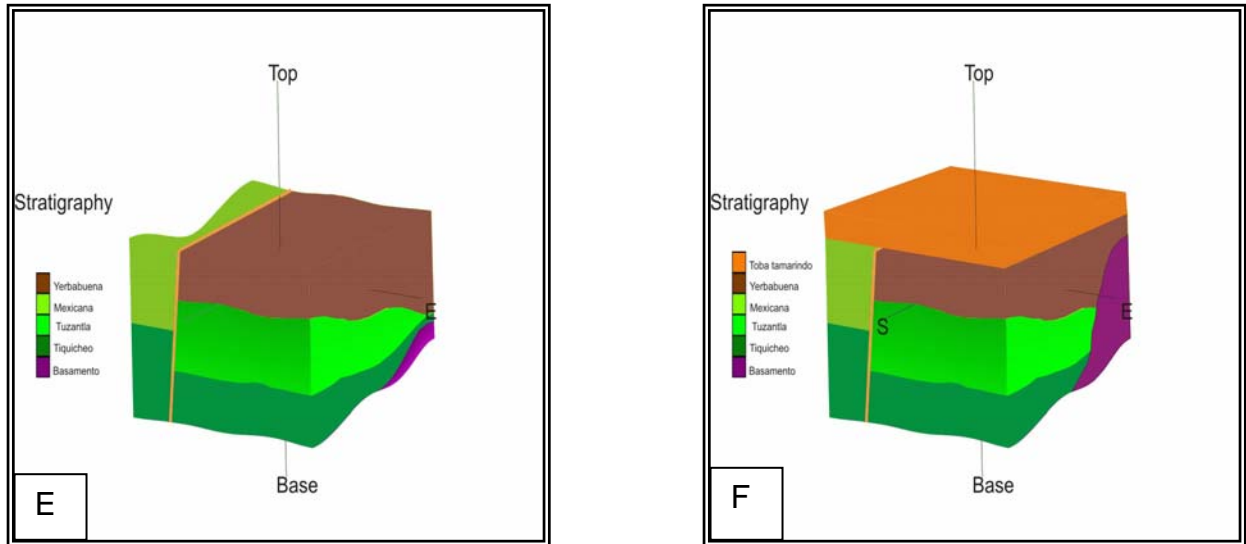 Top
Stratigraphy
Yerbabuena
Mexicana
Tuzantla
Tiquicheo
Basamento
E
Base
E
Top
Stratigraphy
Toba tamarindo
Yerbabuena
Mexicana
Tuzantla
Tiquicheo
Basamento
S
E
Base
F